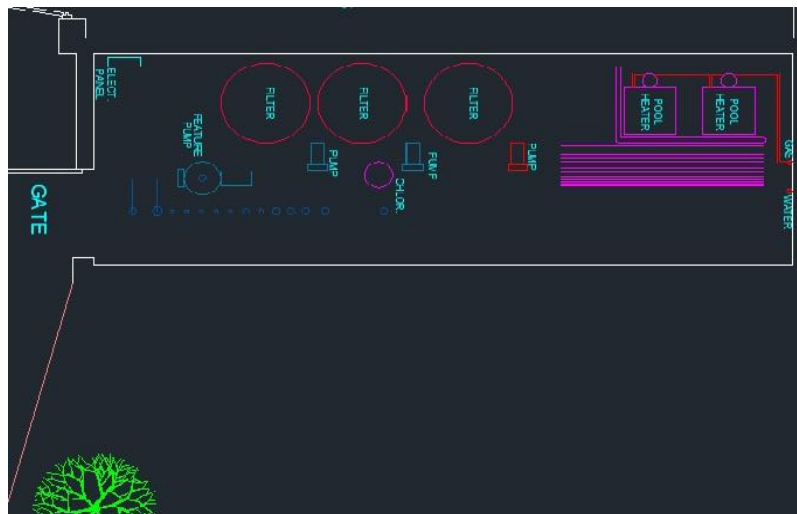 ELECT.
PANEL
FILTER
FILTER
FILTER
POOL
HEATER
POOL
HEATER
FEATURE
PUMP
PUMP
PUMP
PUMP
CHLOR.
GAS
WATER
GATE